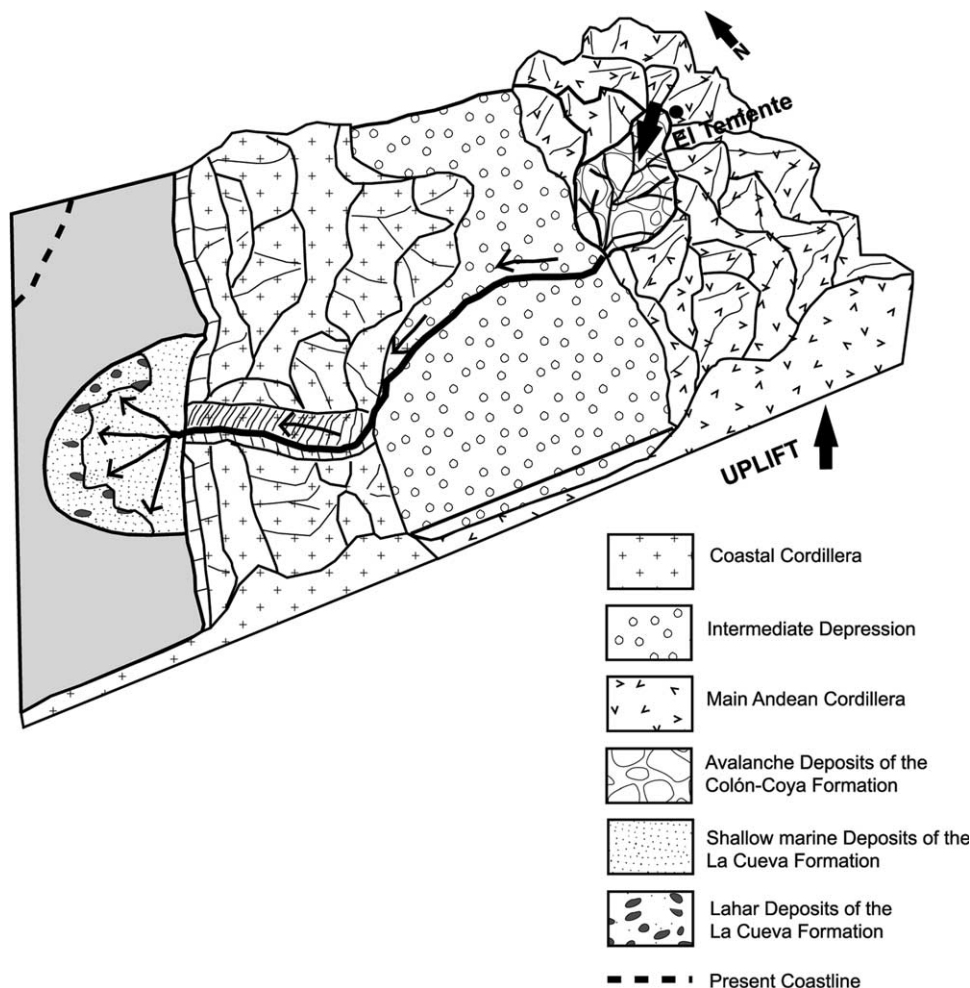 N
El Teniente
UPLIFT
Coastal Cordillera
Intermediate Depression
Main Andean Cordillera
Avalanche Deposits of the
Colón-Coya Formation
Shallow marine Deposits of the
La Cueva Formation
Lahar Deposits of the
La Cueva Formation
Present Coastline